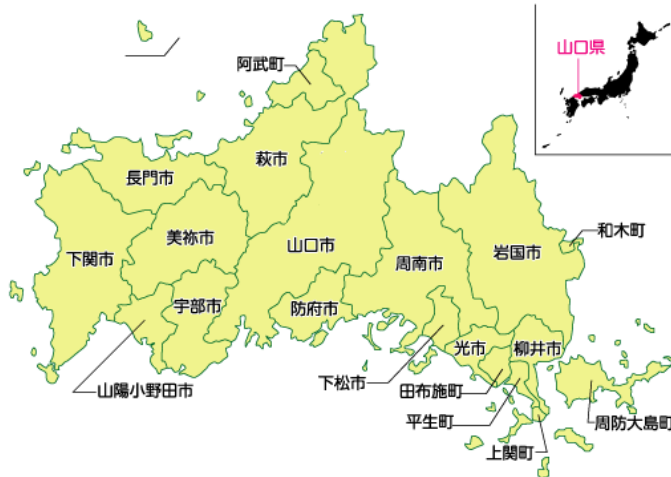 山口県
阿武町
萩市
長門市
美祢市
山口市
下関市
周南市
岩国市
和木町
宇部市
防府市
光市
柳井市
山陽小野田市
下松市
田布施町
平生町
周防大島町
上関町